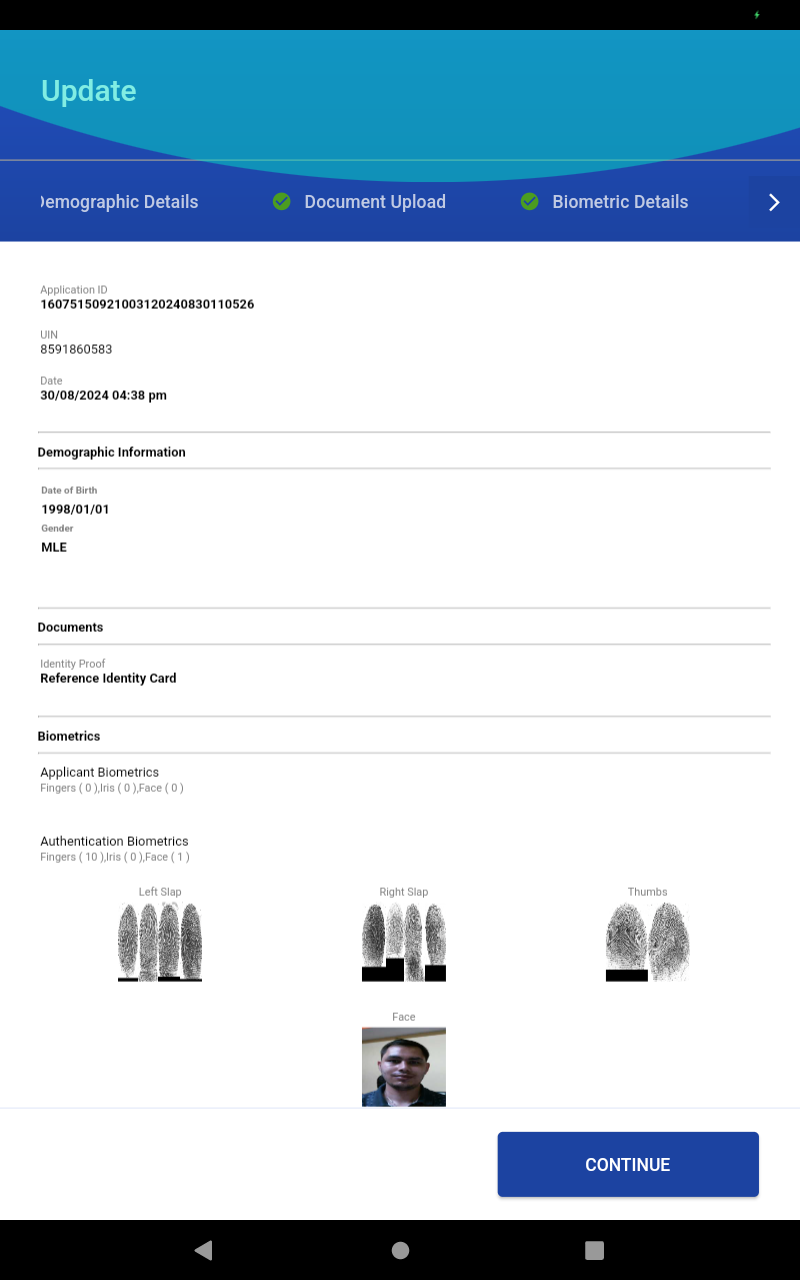 Update
Demographic Details
Document Upload
Biometric Details
Application ID
16075150921003120240830110526
UIN
8591860583
Date
30/08/2024 04:38 pm
Demographic Information
Date of Birth
1998/01/01
Gender
MLE
Documents
Identity Proof
Reference Identity Card
Biometrics
Applicant Biometrics
Fingers ( 0 ),Iris ( 0 ),Face ( 0 )
Authentication Biometrics
Fingers ( 10 ),Iris ( 0 ),Face ( 1 )
Left Slap
Right Slap
Thumbs
Face
CONTINUE